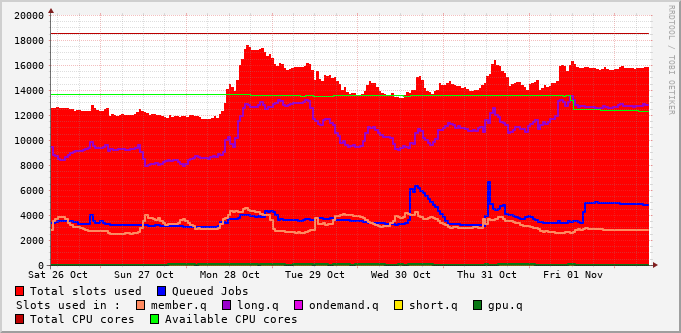 20000
18000
16000
14000
12000
10000
8000
6000
4000
2000
0
Sat 26 Oct Sun 27 Oct Mon 28 Oct Tue 29 Oct Wed 30 Oct Thu 31 Oct Fri 01 Nov
Total slots used Queued Jobs
Slots used in : member.q long.q ondemand.q short.q gpu.q
Total CPU cores Available CPU cores
RRDTOOL / TOBI OETIKER